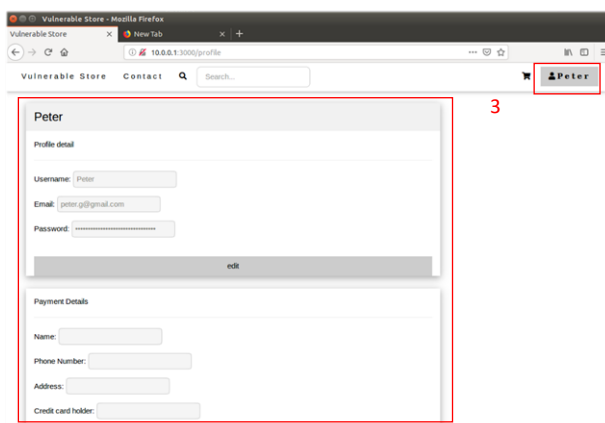 Vulnerable Store - Mozilla Firefox
Vulnerable Store × New Tab × +
10.0.0.1:3000/profile
Vulnerable Store Contact Search... Peter
3
Peter
Profile detail
Username: Peter
Email: peter.g@gmail.com
Password: 
edit
Payment Details
Name:
Phone Number:
Address:
Credit card holder: